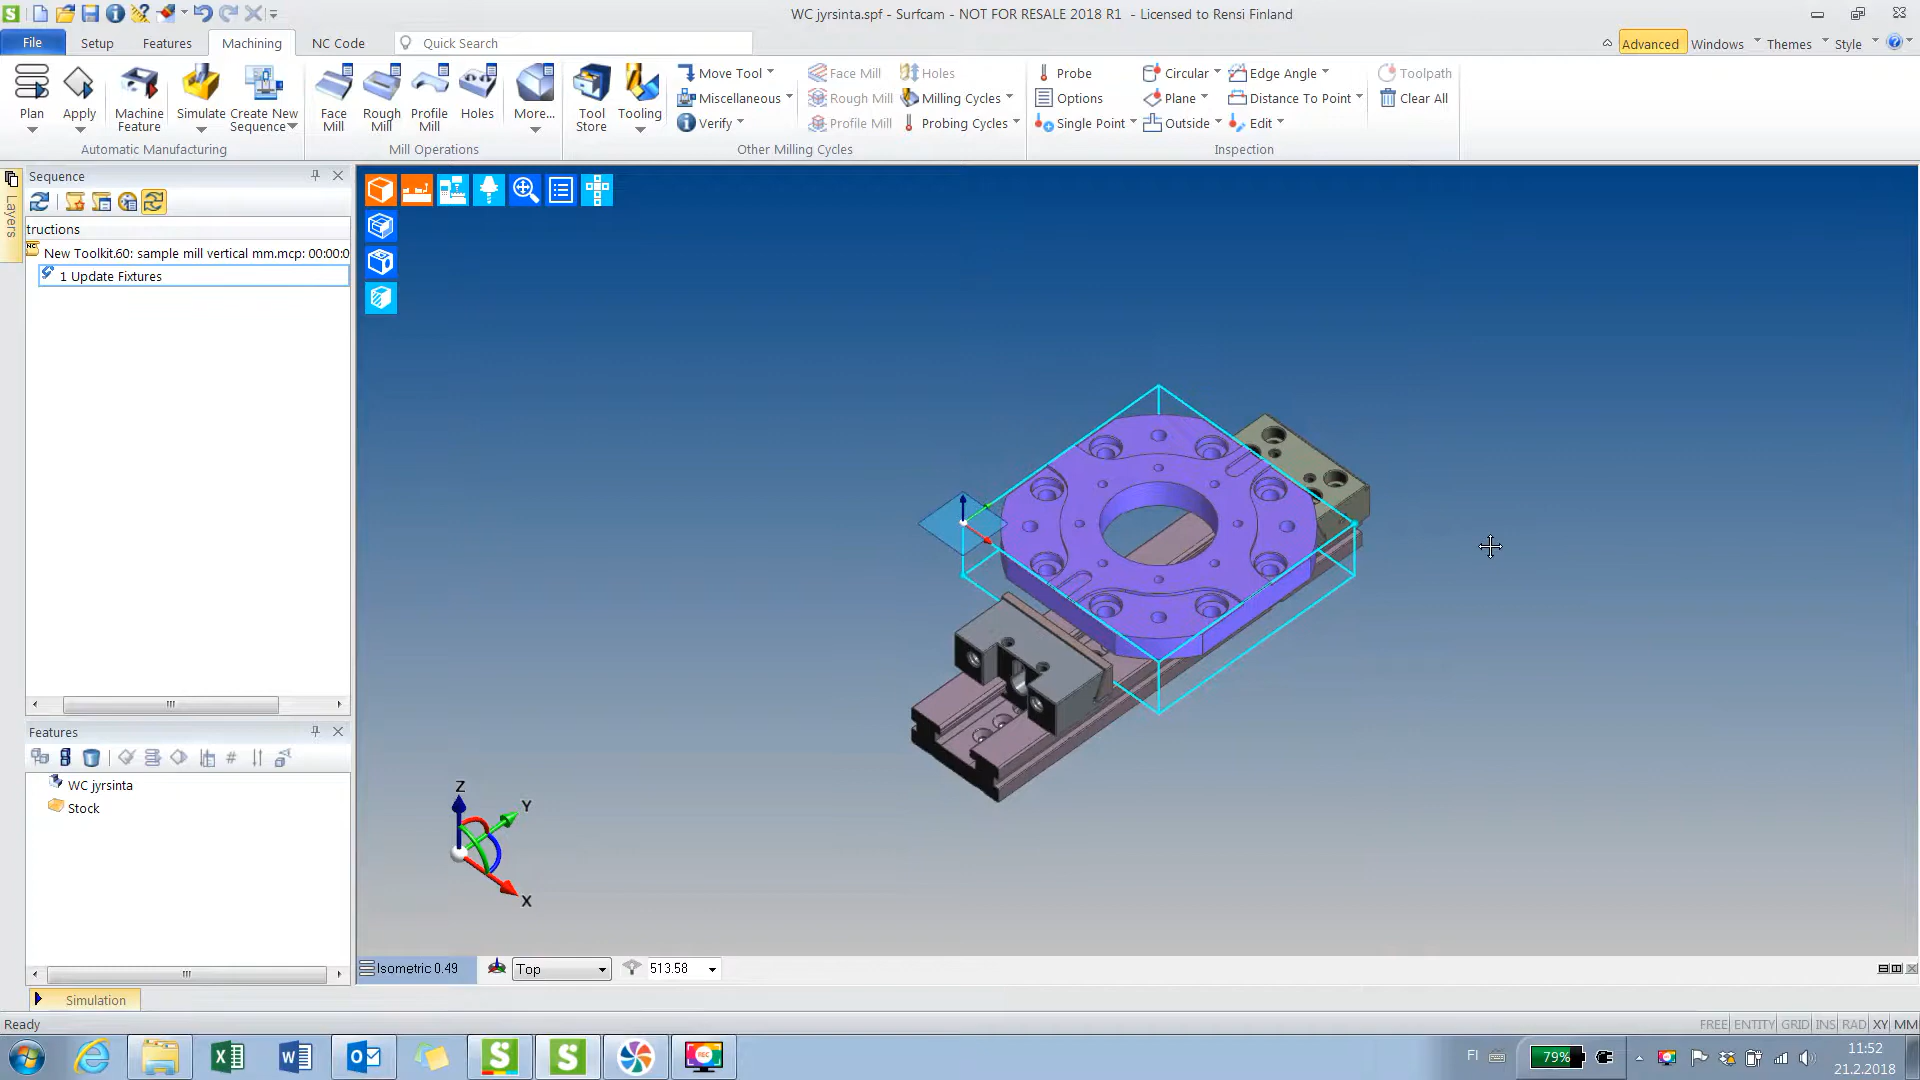 WC jyrsinta.spf - Surfcam - NOT FOR RESALE 2018 R1  - Licensed to Rensi Finland
File
Setup
Features
Machining
NC Code
Quick Search
Advanced
Windows
Themes
Style
Plan
Apply
Machine Feature
Simulate
Create New Sequence
Automatic Manufacturing
Face Mill
Rough Mill
Profile Mill
Holes
More...
Mill Operations
Tool Store
Tooling
Move Tool
Miscellaneous
Verify
Face Mill
Rough Mill
Profile Mill
Holes
Milling Cycles
Probing Cycles
Other Milling Cycles
Probe
Options
Single Point
Circular
Plane
Outside
Edge Angle
Distance To Point
Edit
Inspection
Toolpath
Clear All
Layers
Sequence
tructions
New Toolkit.60: sample mill vertical mm.mcp: 00:00:0
1 Update Fixtures
Features
WC jyrsinta
Stock
Z
Y
X
Isometric 0.49
Top
513.58
Simulation
Ready
FREE ENTITY GRID INS RAD XY MM
FI
79%
11:52
21.2.2018